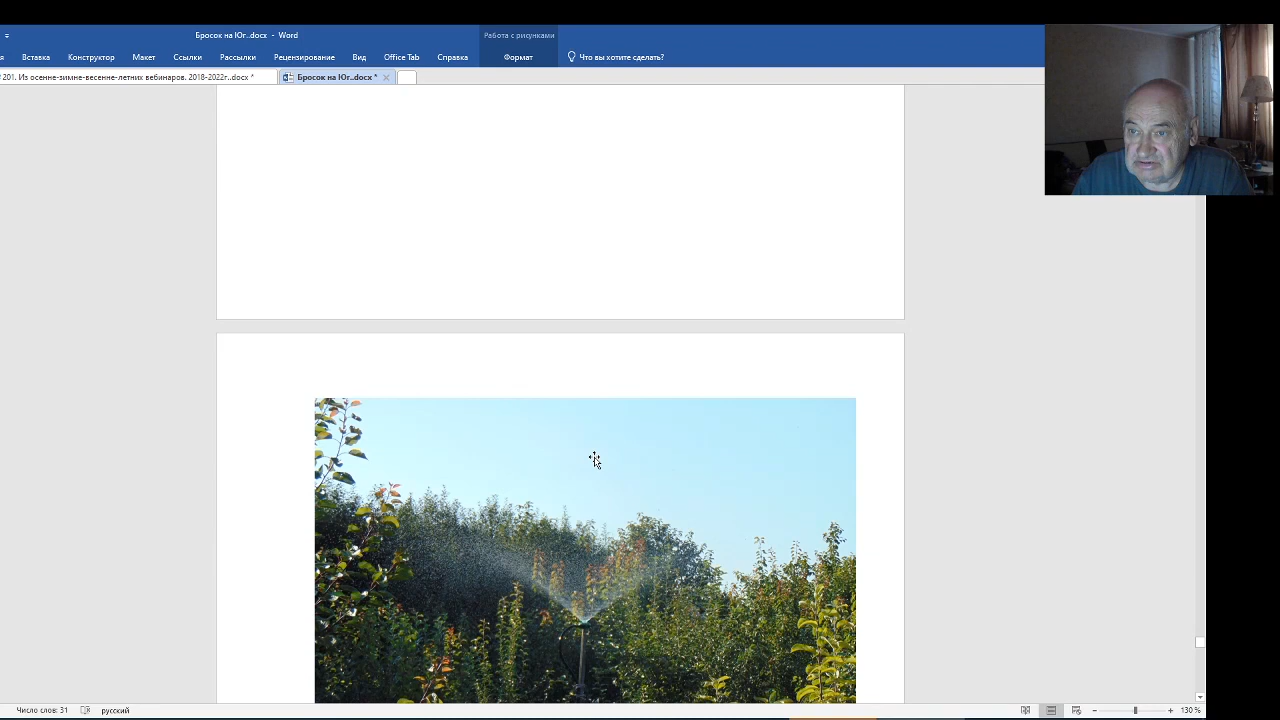 Бросок на Юг..docx - Word
Работа с рисунками
Вставка Конструктор Макет Ссылки Рассылки Рецензирование Вид Office Tab Справка Формат Что вы хотите сделать?
201. Из осенне-зимне-весенне-летних вебинаров. 2018-2022г..docx *
Бросок на Юг..docx *
Число слов: 31 русский 130 %